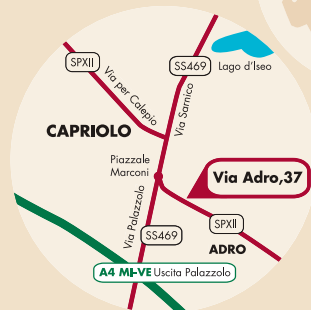 SPXII
SS469
Lago d'Iseo
Via per Calepio
Via Sarnico
CAPRIOLO
Piazzale
Marconi
Via Adro,37
Via Palazzolo
SPXII
SS469
ADRO
A4 MI-VE Uscita Palazzolo